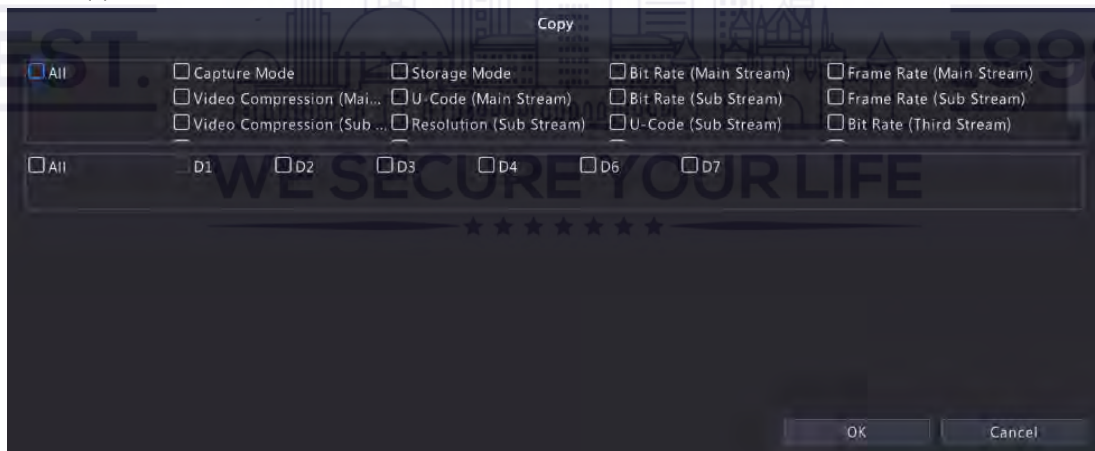 Copy
EST. 1998
All Capture Mode Storage Mode Bit Rate (Main Stream) Frame Rate (Main Stream)
Video Compression (Mai... U-Code (Main Stream) Bit Rate (Sub Stream) Frame Rate (Sub Stream)
Video Compression (Sub ... Resolution (Sub Stream) U-Code (Sub Stream) Bit Rate (Third Stream)
All D1 D2 D3 D4 D6 D7
WE SECURE YOUR LIFE
OK Cancel